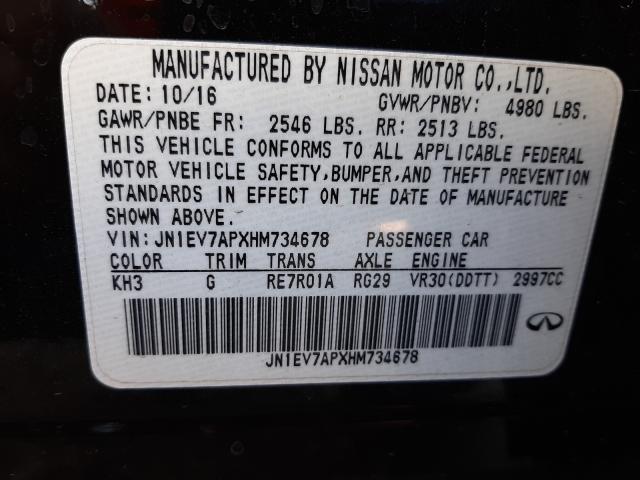 MANUFACTURED BY NISSAN MOTOR CO.,LTD.
DATE: 10/16 GVWR/PNBV: 4980 LBS.
GAWR/PNBE FR: 2546 LBS. RR: 2513 LBS.
THIS VEHICLE CONFORMS TO ALL APPLICABLE FEDERAL
MOTOR VEHICLE SAFETY,BUMPER,AND THEFT PREVENTION
STANDARDS IN EFFECT ON THE DATE OF MANUFACTURE
SHOWN ABOVE.
VIN: JN1EV7APXHM734678 PASSENGER CAR
COLOR TRIM TRANS AXLE ENGINE
KH3 G RE7R01A RG29 VR30(DDTT) 2997CC
JN1EV7APXHM734678